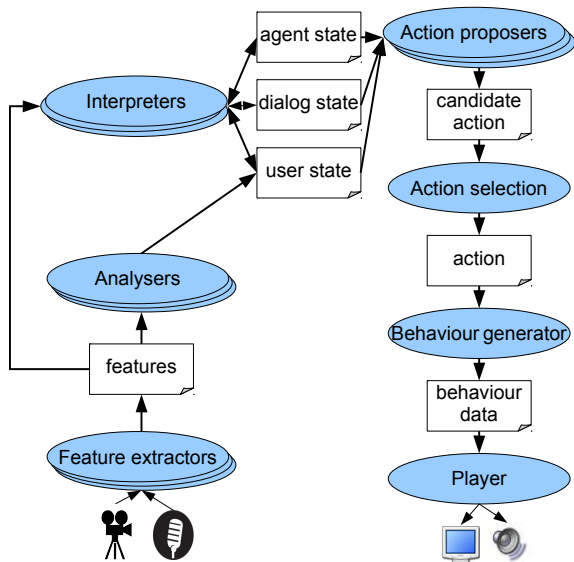 agent state
Action proposers
Interpreters
dialog state
candidate
action
user state
Action selection
Analysers
action
Behaviour generator
features
behaviour
data
Feature extractors
Player